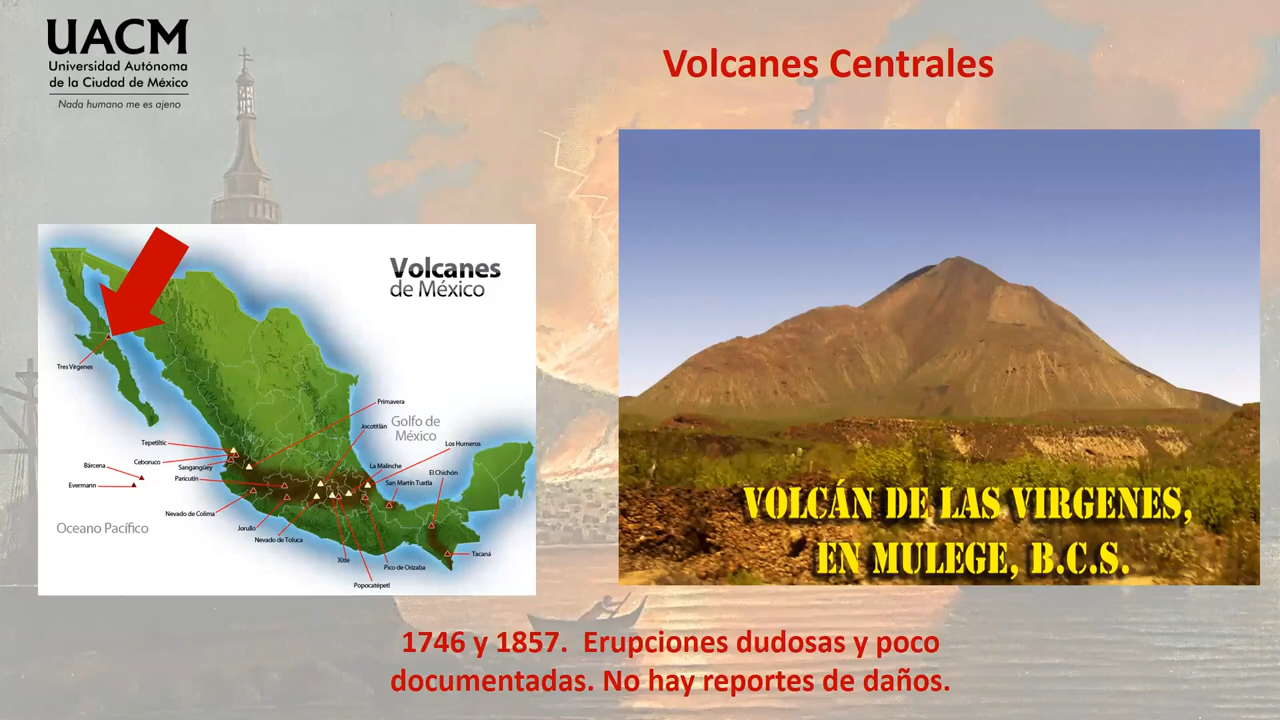 UACM
Universidad Autónoma
de la Ciudad de México
Nada humano me es ajeno
Volcanes Centrales
Volcanes
de México
Tres Vírgenes
Primavera
Golfo de
México
Jocotitlán
Los Humeros
Tepetiltic
Ceboruco
Sangangüey
La Malinche
El Chichón
Bárcena
Paricutín
San Martín Tuxtla
Evermann
Nevado de Colima
Oceano Pacífico
Jorullo
Nevado de Toluca
Xitle
Pico de Orizaba
Tacaná
Popocatépetl
VOLCÁN DE LAS VIRGENES,
EN MULEGE, B.C.S.
1746 y 1857. Erupciones dudosas y poco
documentadas. No hay reportes de daños.